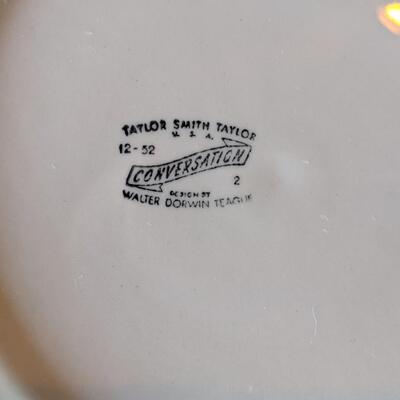 TAYLOR SMITH TAYLOR
U. S. A.
12-52
CONVERSATION
2
DESIGN BY
WALTER DORWIN TEAGUE